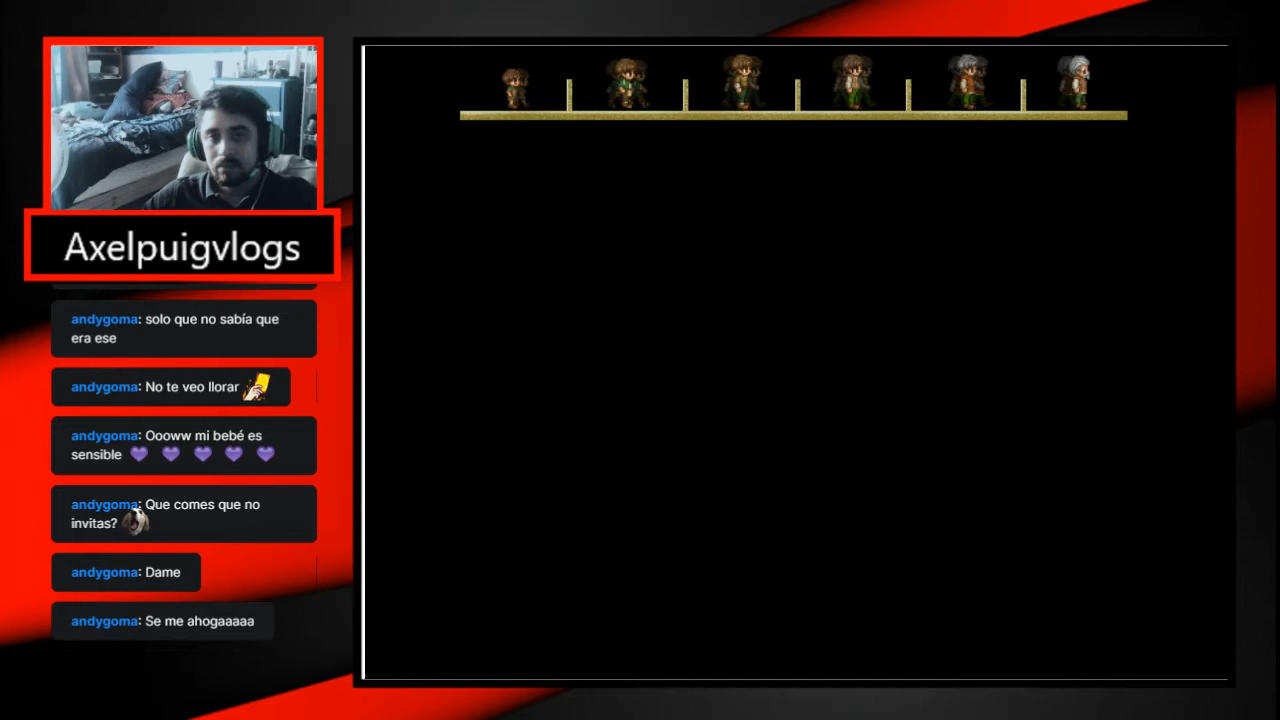 Axelpuigvlogs
andygoma: solo que no sabía que
era ese
andygoma: No te veo llorar
andygoma: Oooww mi bebé es
sensible
andygoma: Que comes que no
invitas?
andygoma: Dame
andygoma: Se me ahogaaaaa